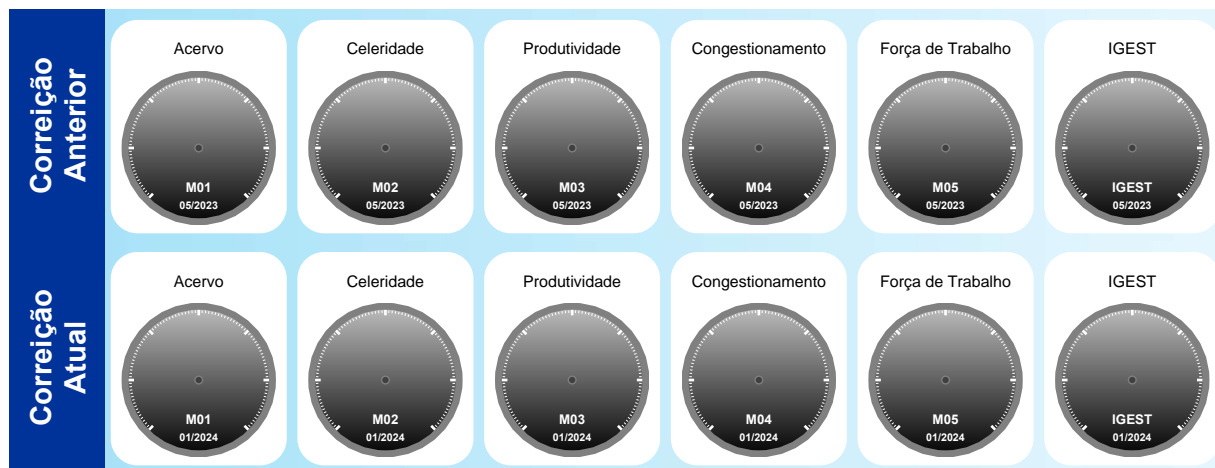 Correição
Anterior
Acervo
M01
05/2023
Celeridade
M02
05/2023
Produtividade
M03
05/2023
Congestionamento
M04
05/2023
Força de Trabalho
M05
05/2023
IGEST
IGEST
05/2023
Correição
Atual
Acervo
M01
01/2024
Celeridade
M02
01/2024
Produtividade
M03
01/2024
Congestionamento
M04
01/2024
Força de Trabalho
M05
01/2024
IGEST
IGEST
01/2024